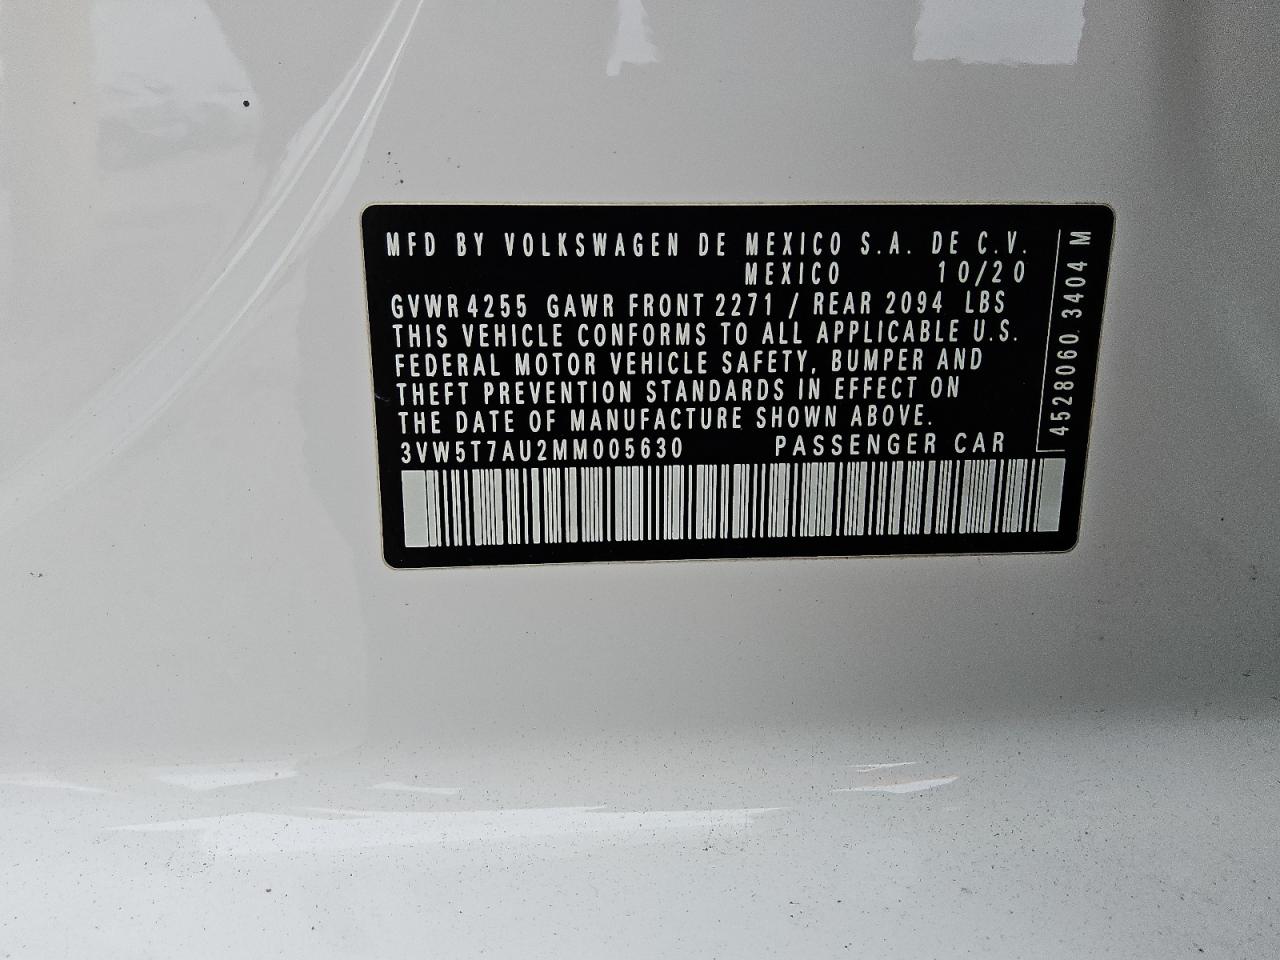 MFD BY VOLKSWAGEN DE MEXICO S.A. DE C.V.
MEXICO 10/20
GVWR 4255 GAWR FRONT 2271 / REAR 2094 LBS
THIS VEHICLE CONFORMS TO ALL APPLICABLE U.S.
FEDERAL MOTOR VEHICLE SAFETY, BUMPER AND
THEFT PREVENTION STANDARDS IN EFFECT ON
THE DATE OF MANUFACTURE SHOWN ABOVE.
3VW5T7AU2MM005630 PASSENGER CAR
4528060.3404 M